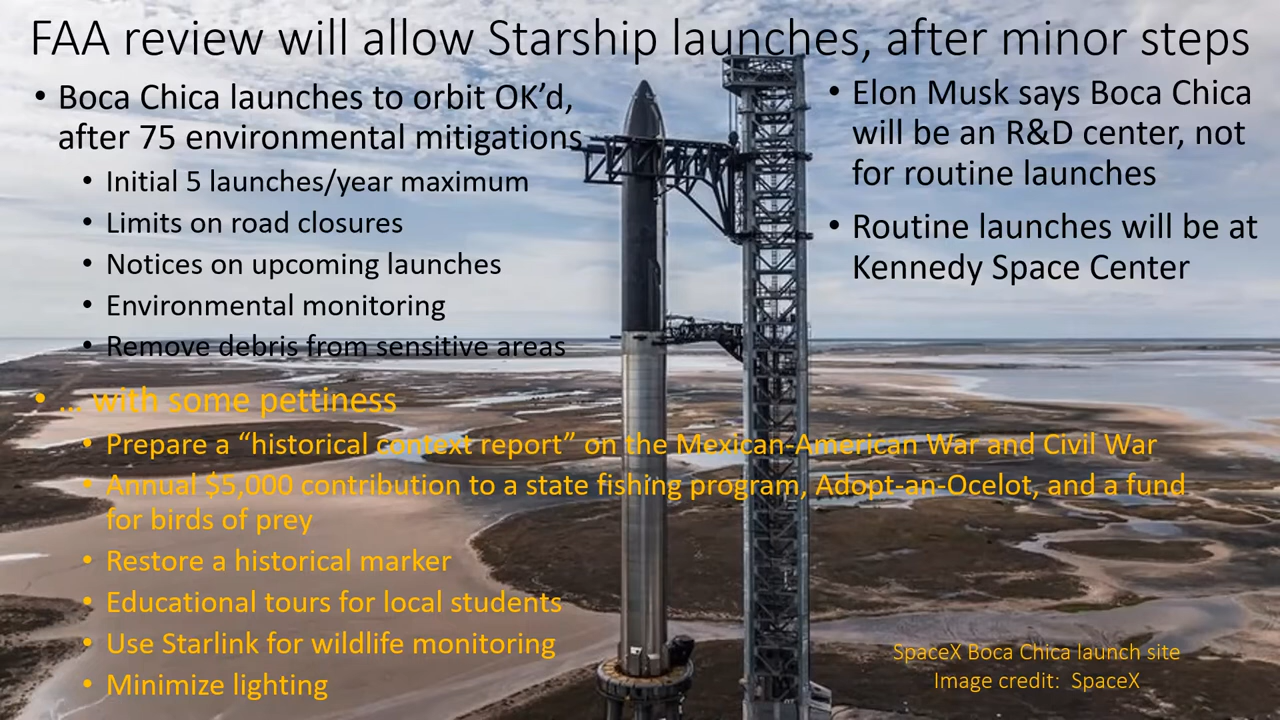 FAA review will allow Starship launches, after minor steps
• Boca Chica launches to orbit OK’d,
after 75 environmental mitigations
• Initial 5 launches/year maximum
• Limits on road closures
• Notices on upcoming launches
• Environmental monitoring
• Remove debris from sensitive areas
• … with some pettiness
• Prepare a “historical context report” on the Mexican-American War and Civil War
• Annual $5,000 contribution to a state fishing program, Adopt-an-Ocelot, and a fund
for birds of prey
• Restore a historical marker
• Educational tours for local students
• Use Starlink for wildlife monitoring
• Minimize lighting
• Elon Musk says Boca Chica
will be an R&D center, not
for routine launches
• Routine launches will be at
Kennedy Space Center
SpaceX Boca Chica launch site
Image credit: SpaceX